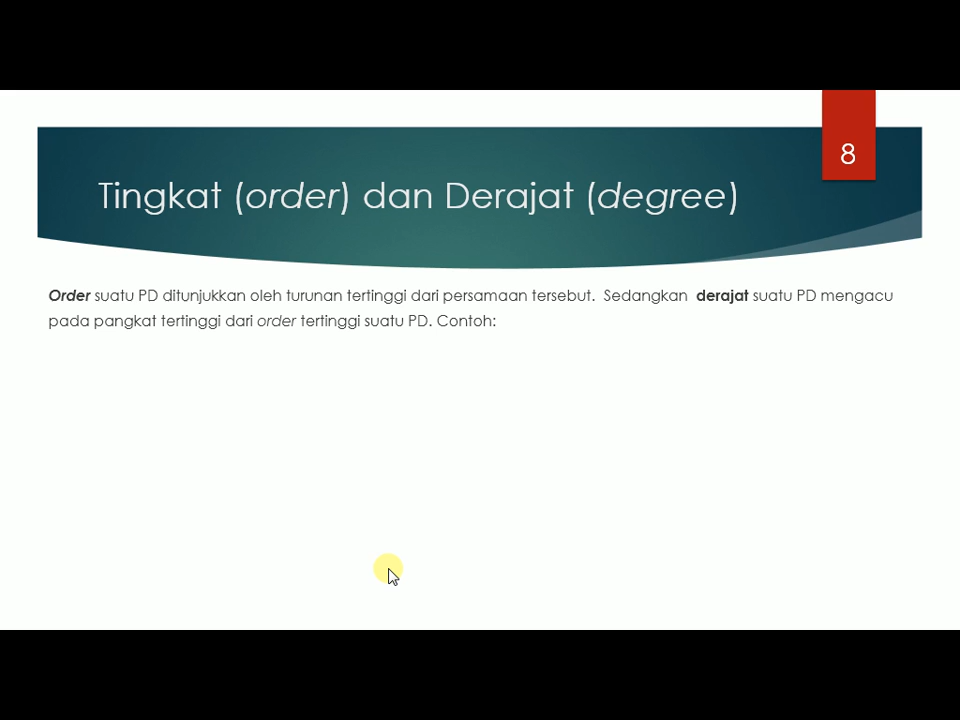 8
Tingkat (order) dan Derajat (degree)
Order suatu PD ditunjukkan oleh turunan tertinggi dari persamaan tersebut.  Sedangkan  derajat suatu PD mengacu
pada pangkat tertinggi dari order tertinggi suatu PD. Contoh: